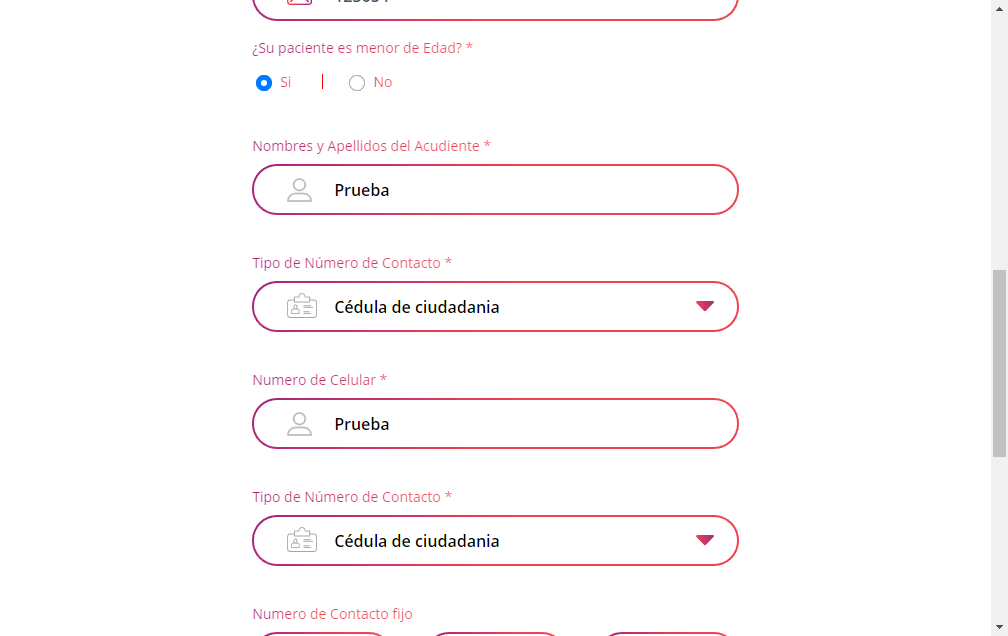 ¿Su paciente es menor de Edad? *
Si
No
Nombres y Apellidos del Acudiente *
Prueba
Tipo de Número de Contacto *
Cédula de ciudadania
Numero de Celular *
Prueba
Tipo de Número de Contacto *
Cédula de ciudadania
Numero de Contacto fijo